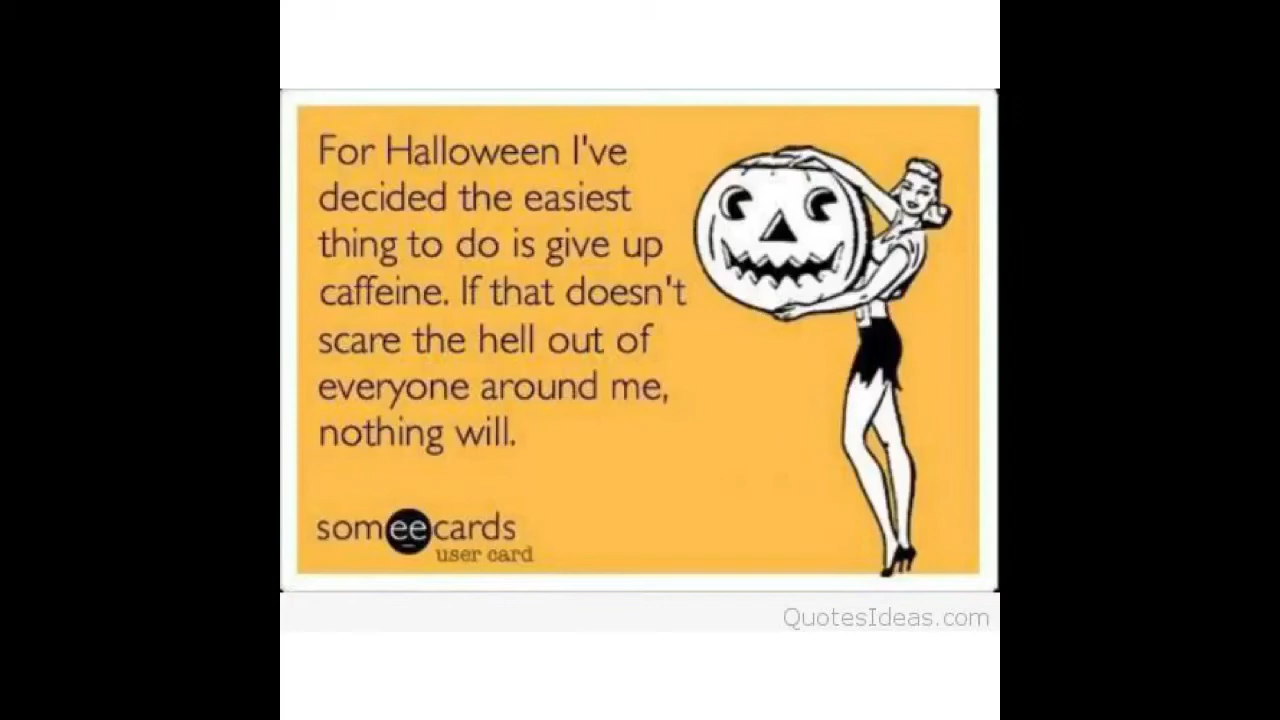 For Halloween I've
decided the easiest
thing to do is give up
caffeine. If that doesn't
scare the hell out of
everyone around me,
nothing will.
someecards
user card
QuotesIdeas.com